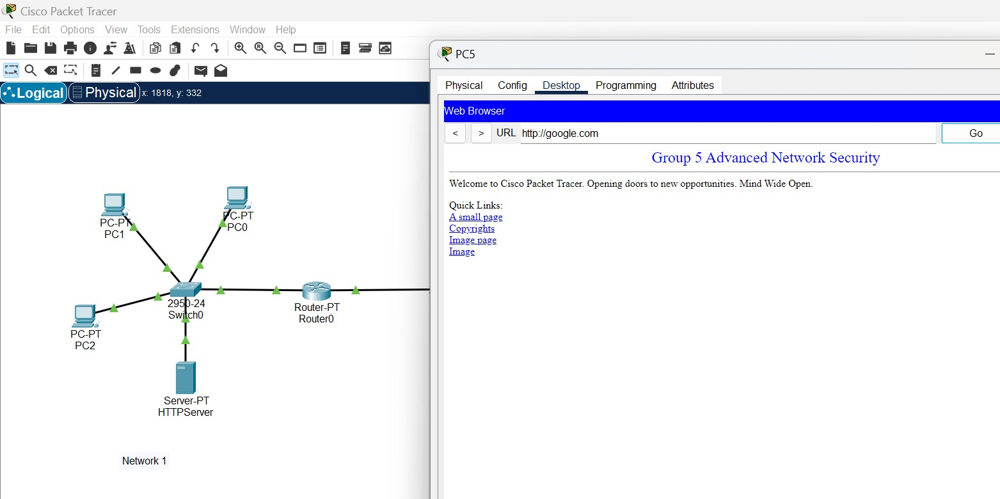 Cisco Packet Tracer
File Edit Options View Tools Extensions Window Help
Logical Physical x: 1818, y: 332
PC-PT
PC1
PC-PT
PC0
2950-24
Switch0
Router-PT
Router0
PC-PT
PC2
Server-PT
HTTPServer
Network 1
PC5
Physical Config Desktop Programming Attributes
Web Browser
< > URL http://google.com Go
Group 5 Advanced Network Security
Welcome to Cisco Packet Tracer. Opening doors to new opportunities. Mind Wide Open.
Quick Links:
A small page
Copyrights
Image page
Image